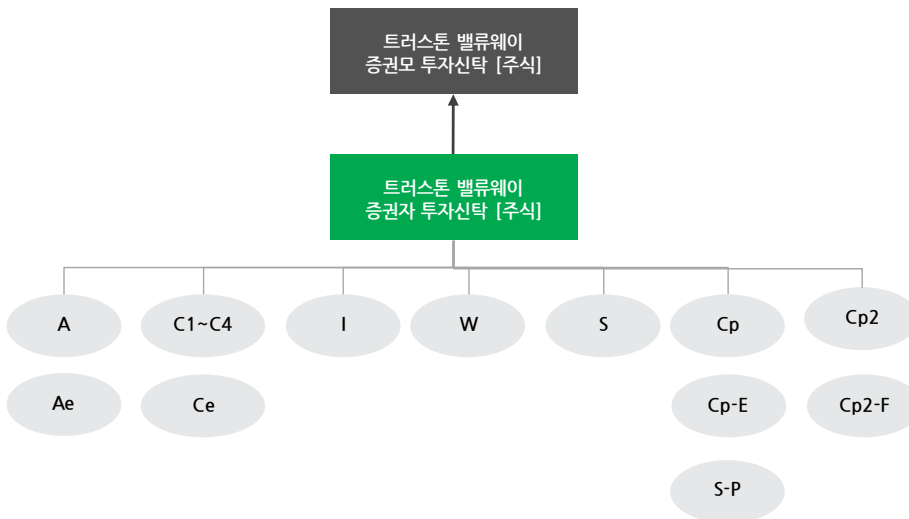 트러스톤 밸류웨이
증권모 투자신탁 [주식]
트러스톤 밸류웨이
증권자 투자신탁 [주식]
A
C1~C4
I
W
S
Cp
Cp2
Ae
Ce
Cp-E
Cp2-F
S-P